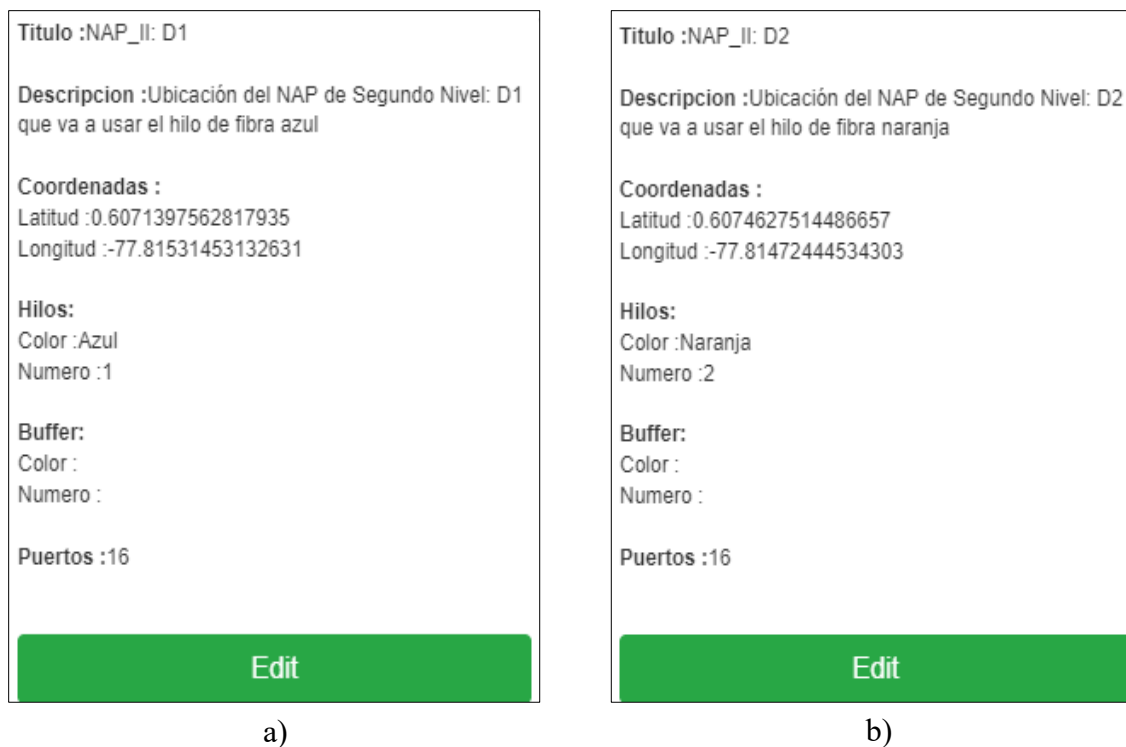 Titulo :NAP_II: D1
Descripcion :Ubicación del NAP de Segundo Nivel: D1
que va a usar el hilo de fibra azul
Coordenadas :
Latitud :0.6071397562817935
Longitud :-77.81531453132631
Hilos:
Color :Azul
Numero :1
Buffer:
Color :
Numero :
Puertos :16
Edit
a)
Titulo :NAP_II: D2
Descripcion :Ubicación del NAP de Segundo Nivel: D2
que va a usar el hilo de fibra naranja
Coordenadas :
Latitud :0.6074627514486657
Longitud :-77.81472444534303
Hilos:
Color :Naranja
Numero :2
Buffer:
Color :
Numero :
Puertos :16
Edit
b)